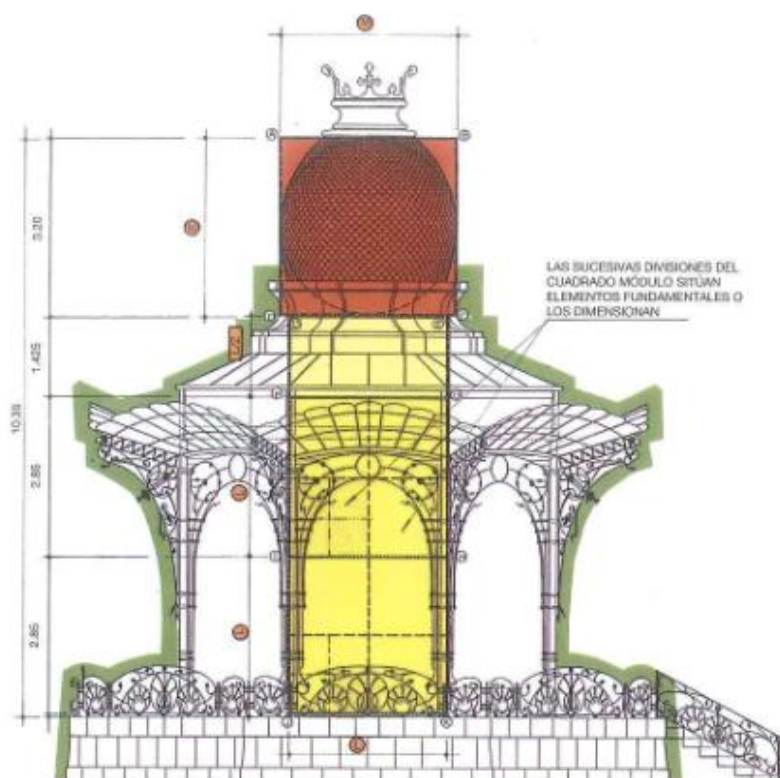 M
3.20
LAS SUCESIVAS DIVISIONES DEL
CUADRADO MÓDULO SITÚAN
ELEMENTOS FUNDAMENTALES O
LOS DIMENSIONAN
L/2
1.425
10.39
2.85
L
2.85
L
L